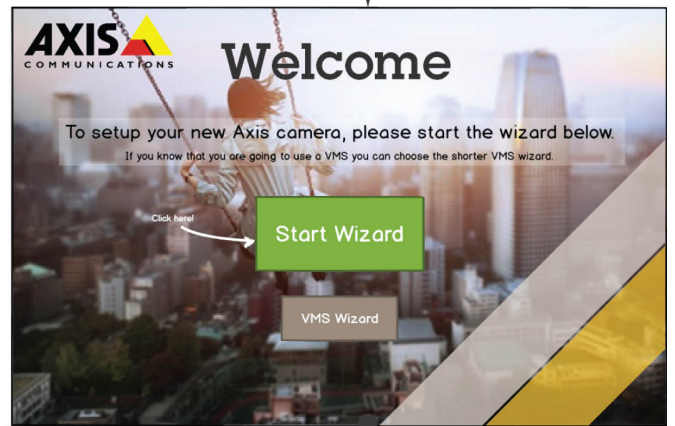 AXIS
COMMUNICATIONS
Welcome
To setup your new Axis camera, please start the wizard below.
If you know that you are going to use a VMS you can choose the shorter VMS wizard.
Click here!
Start Wizard
VMS Wizard